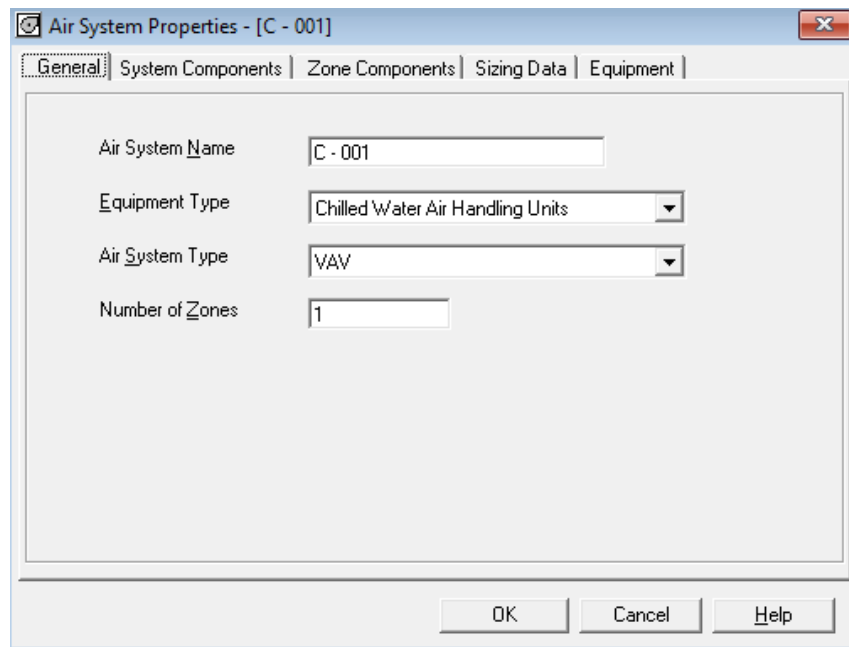 Air System Properties - [C - 001]
General System Components Zone Components Sizing Data Equipment
Air System Name C - 001
Equipment Type Chilled Water Air Handling Units
Air System Type VAV
Number of Zones 1
OK Cancel Help